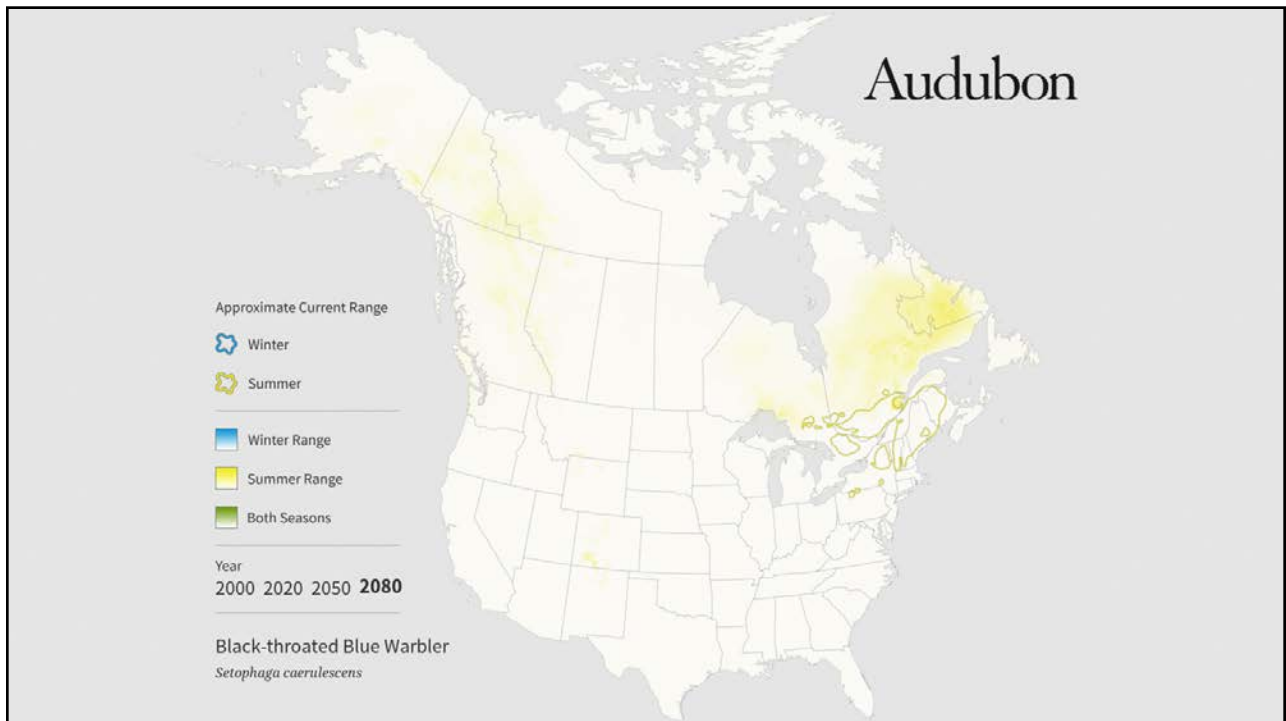 Audubon
Approximate Current Range
Winter
Summer
Winter Range
Summer Range
Both Seasons
Year
2000 2020 2050 2080
Black-throated Blue Warbler
Setophaga caerulescens